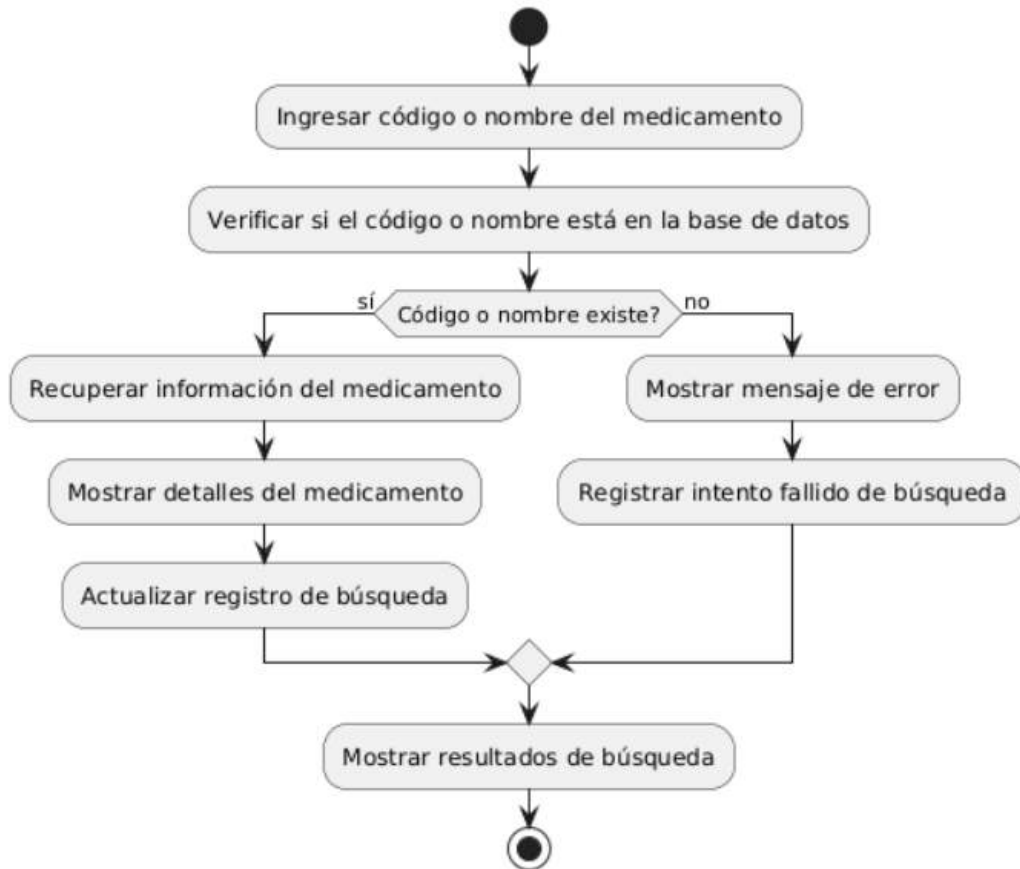 Ingresar código o nombre del medicamento
Verificar si el código o nombre está en la base de datos
sí
Código o nombre existe?
no
Recuperar información del medicamento
Mostrar mensaje de error
Mostrar detalles del medicamento
Registrar intento fallido de búsqueda
Actualizar registro de búsqueda
Mostrar resultados de búsqueda